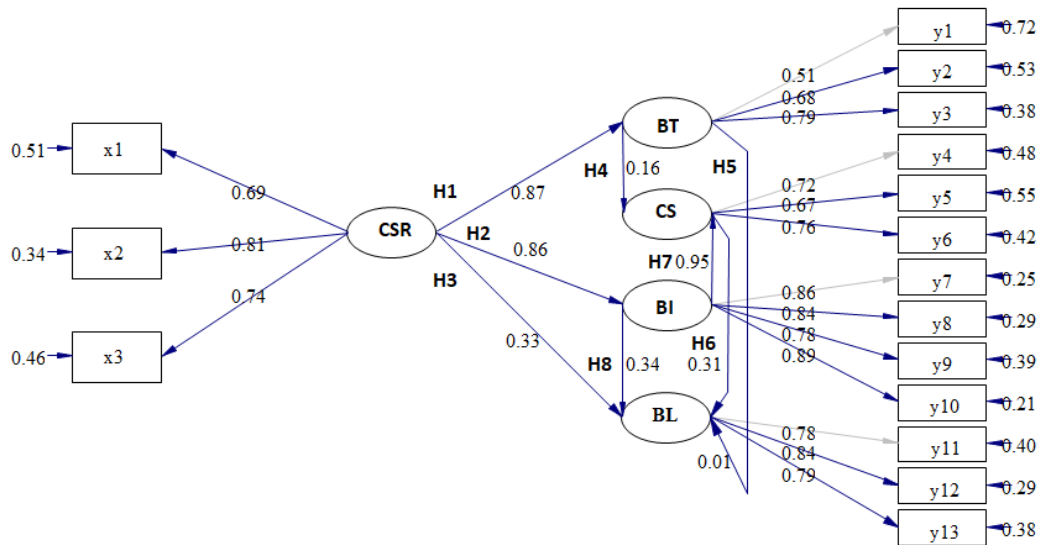 y1
0.72
0.51
y2
0.53
0.68
y3
0.38
0.79
BT
H5
y4
0.48
0.72
0.51
x1
0.69
H1
0.87
H4
0.16
y5
0.55
0.67
CS
y6
0.42
0.76
CSR
H2
0.34
x2
0.81
0.86
H7
0.95
y7
0.25
0.86
H3
0.74
BI
y8
0.29
0.84
0.78
y9
0.39
0.89
0.46
x3
0.33
H8
0.34
H6
0.31
y10
0.21
BL
y11
0.40
0.78
0.84
0.01
0.79
y12
0.29
y13
0.38